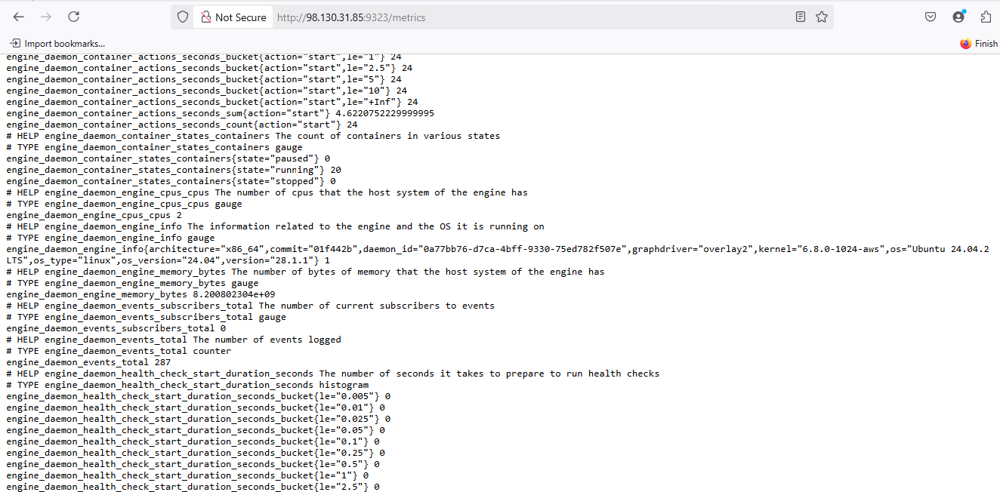 Not Secure
http://98.130.31.85:9323/metrics
Import bookmarks...
Finish
engine_daemon_container_actions_seconds_bucket{action="start",le="1"} 24
engine_daemon_container_actions_seconds_bucket{action="start",le="2.5"} 24
engine_daemon_container_actions_seconds_bucket{action="start",le="5"} 24
engine_daemon_container_actions_seconds_bucket{action="start",le="10"} 24
engine_daemon_container_actions_seconds_bucket{action="start",le="+Inf"} 24
engine_daemon_container_actions_seconds_sum{action="start"} 4.6220752229999995
engine_daemon_container_actions_seconds_count{action="start"} 24
# HELP engine_daemon_container_states_containers The count of containers in various states
# TYPE engine_daemon_container_states_containers gauge
engine_daemon_container_states_containers{state="paused"} 0
engine_daemon_container_states_containers{state="running"} 20
engine_daemon_container_states_containers{state="stopped"} 0
# HELP engine_daemon_engine_cpus_cpus The number of cpus that the host system of the engine has
# TYPE engine_daemon_engine_cpus_cpus gauge
engine_daemon_engine_cpus_cpus 2
# HELP engine_daemon_engine_info The information related to the engine and the OS it is running on
# TYPE engine_daemon_engine_info gauge
engine_daemon_engine_info{architecture="x86_64",commit="01f442b",daemon_id="0a77bb76-d7ca-4bff-9330-75ed782f507e",graphdriver="overlay2",kernel="6.8.0-1024-aws",os="Ubuntu 24.04.2
LTS",os_type="linux",os_version="24.04",version="28.1.1"} 1
# HELP engine_daemon_engine_memory_bytes The number of bytes of memory that the host system of the engine has
# TYPE engine_daemon_engine_memory_bytes gauge
engine_daemon_engine_memory_bytes 8.200802304e+09
# HELP engine_daemon_events_subscribers_total The number of current subscribers to events
# TYPE engine_daemon_events_subscribers_total gauge
engine_daemon_events_subscribers_total 0
# HELP engine_daemon_events_total The number of events logged
# TYPE engine_daemon_events_total counter
engine_daemon_events_total 287
# HELP engine_daemon_health_check_start_duration_seconds The number of seconds it takes to prepare to run health checks
# TYPE engine_daemon_health_check_start_duration_seconds histogram
engine_daemon_health_check_start_duration_seconds_bucket{le="0.005"} 0
engine_daemon_health_check_start_duration_seconds_bucket{le="0.01"} 0
engine_daemon_health_check_start_duration_seconds_bucket{le="0.025"} 0
engine_daemon_health_check_start_duration_seconds_bucket{le="0.05"} 0
engine_daemon_health_check_start_duration_seconds_bucket{le="0.1"} 0
engine_daemon_health_check_start_duration_seconds_bucket{le="0.25"} 0
engine_daemon_health_check_start_duration_seconds_bucket{le="0.5"} 0
engine_daemon_health_check_start_duration_seconds_bucket{le="1"} 0
engine_daemon_health_check_start_duration_seconds_bucket{le="2.5"} 0